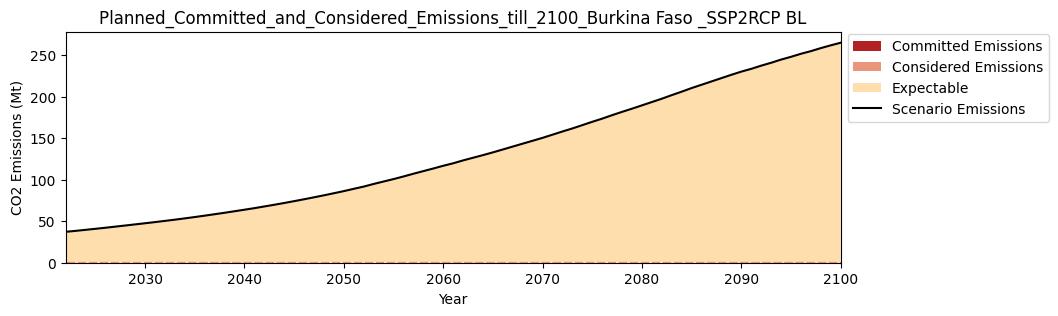 Planned_Committed_and_Considered_Emissions_till_2100_Burkina Faso _SSP2RCP BL
CO2 Emissions (Mt)
250
200
150
100
50
0
2030 2040 2050 2060 2070 2080 2090 2100
Year
Committed Emissions
Considered Emissions
Expectable
Scenario Emissions